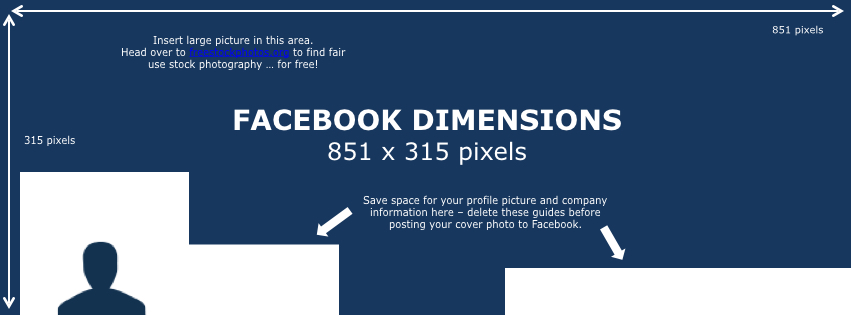 851 pixels
Insert large picture in this area.
Head over to freestockphotos.org to find fair
use stock photography … for free!
FACEBOOK DIMENSIONS
851 x 315 pixels
315 pixels
Save space for your profile picture and company
information here – delete these guides before
posting your cover photo to Facebook.